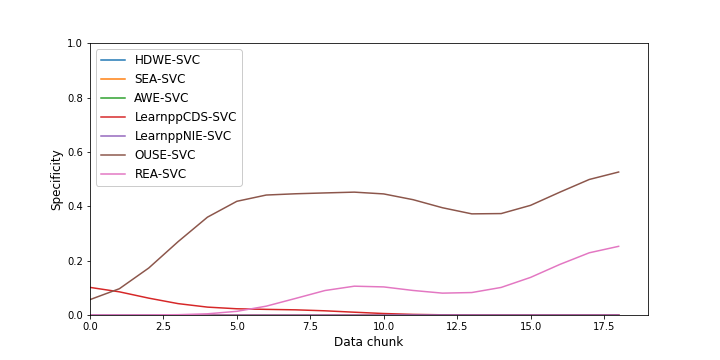 1.0
0.8
0.6
0.4
0.2
0.0
Specificity
HDWE-SVC
SEA-SVC
AWE-SVC
LearnppCDS-SVC
LearnppNIE-SVC
OUSE-SVC
REA-SVC
0.0 2.5 5.0 7.5 10.0 12.5 15.0 17.5
Data chunk